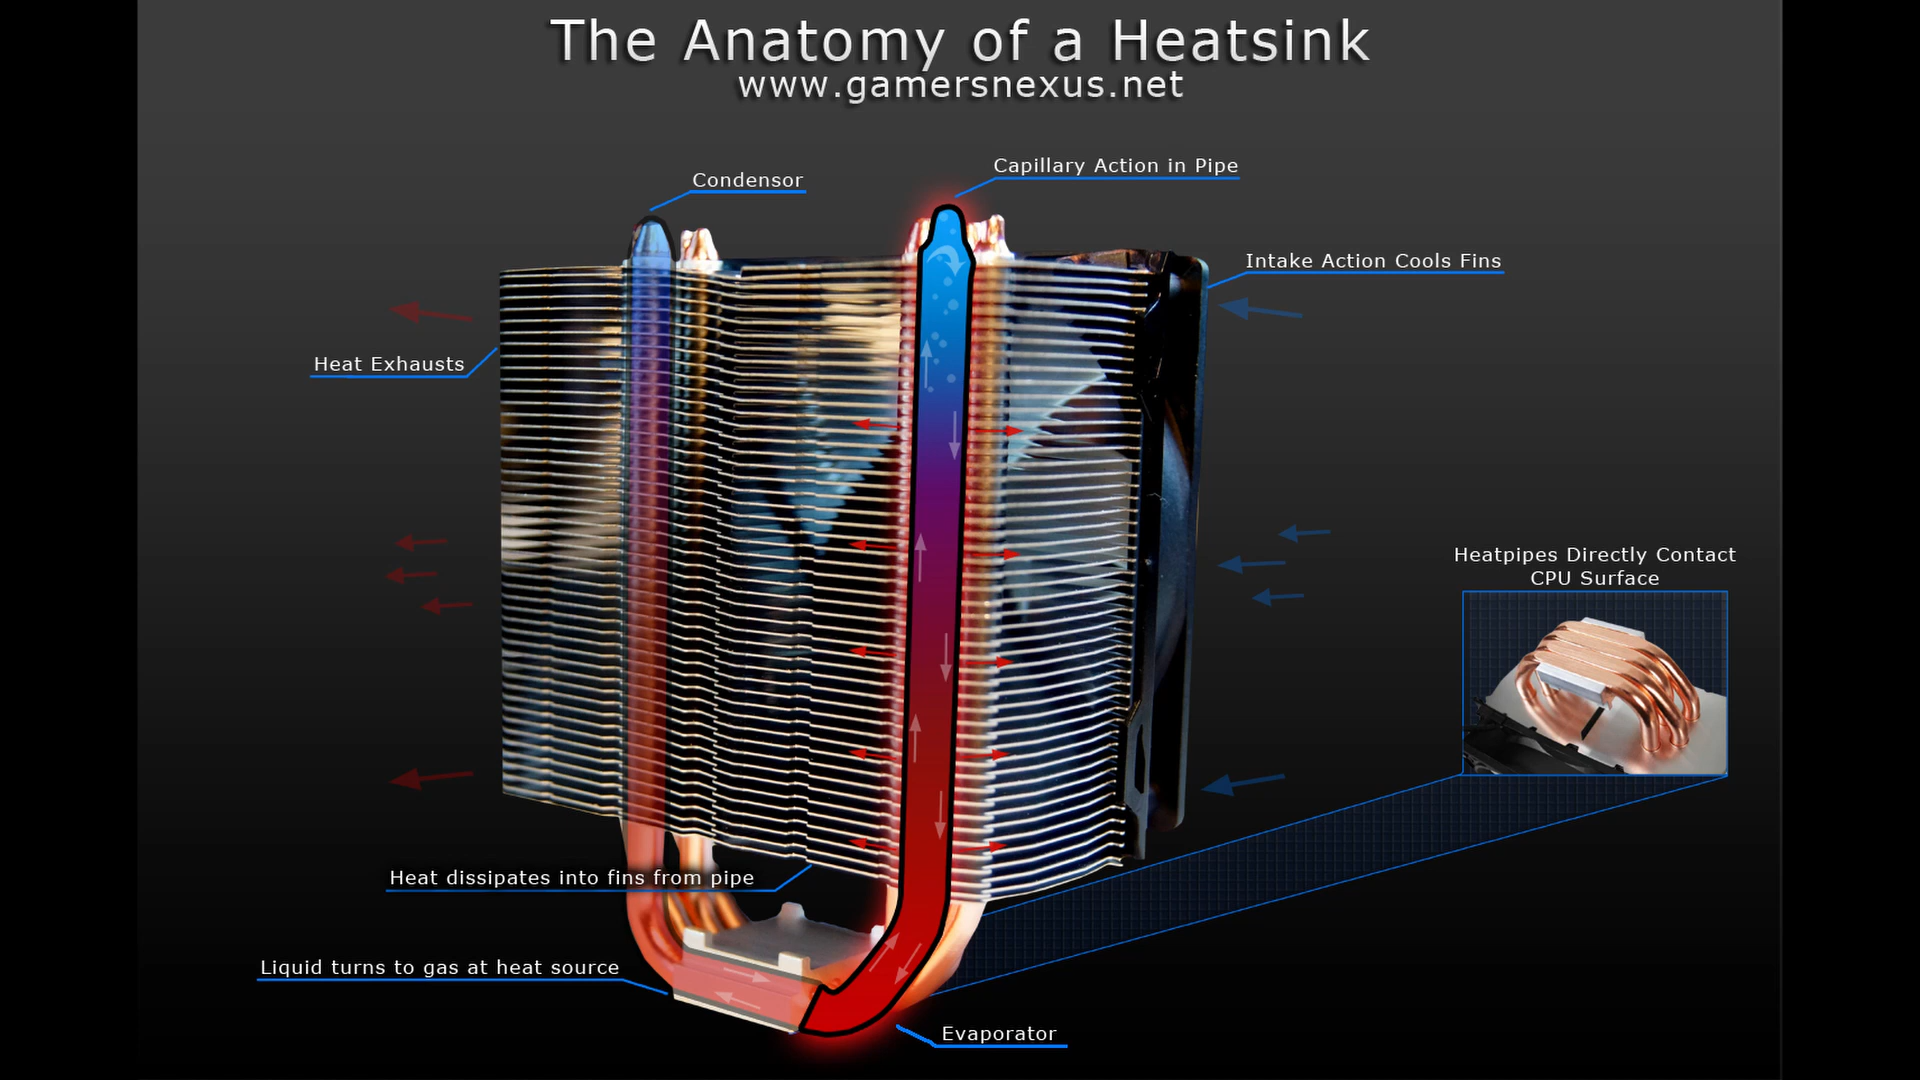 The Anatomy of a Heatsink
www.gamersnexus.net
Condensor
Capillary Action in Pipe
Intake Action Cools Fins
Heat Exhausts
Heatpipes Directly Contact
CPU Surface
Heat dissipates into fins from pipe
Liquid turns to gas at heat source
Evaporator